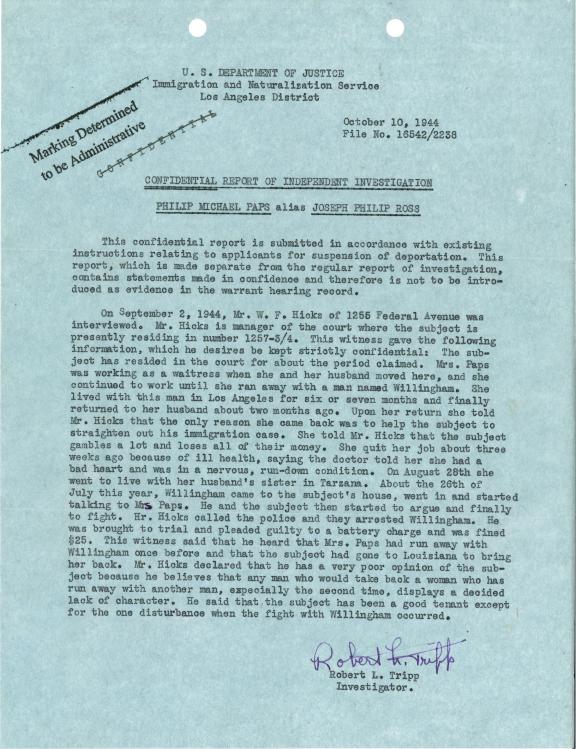 U. S. DEPARTMENT OF JUSTICE
Immigration and Naturalization Service
Los Angeles District
October 10, 1944
File No. 16542/2238
Marking Determined
to be Administrative
CONFIDENTIAL
CONFIDENTIAL REPORT OF INDEPENDENT INVESTIGATION
PHILIP MICHAEL PAPS alias JOSEPH PHILIP ROSS
This confidential report is submitted in accordance with existing
instructions relating to applicants for suspension of deportation. This
report, which is made separate from the regular report of investigation,
contains statements made in confidence and therefore is not to be intro-
duced as evidence in the warrant hearing record.
On September 2, 1944, Mr. W. F. Hicks of 1255 Federal Avenue was
interviewed. Mr. Hicks is manager of the court where the subject is
presently residing in number 1257-3/4. This witness gave the following
information, which he desires be kept strictly confidential: The sub-
ject has resided in the court for about the period claimed. Mrs. Paps
was working as a waitress when she and her husband moved here, and she
continued to work until she ran away with a man named Willingham. She
lived with this man in Los Angeles for six or seven months and finally
returned to her husband about two months ago. Upon her return she told
Mr. Hicks that the only reason she came back was to help the subject to
straighten out his immigration case. She told Mr. Hicks that the subject
gambles a lot and loses all of their money. She quit her job about three
weeks ago because of ill health, saying the doctor told her she had a
bad heart and was in a nervous, run-down condition. On August 28th she
went to live with her husband's sister in Tarzana. About the 26th of
July this year, Willingham came to the subject's house, went in and started
talking to Mrs Paps. He and the subject then started to argue and finally
to fight. Hr. Hicks called the police and they arrested Willingham. He
was brought to trial and pleaded guilty to a battery charge and was fined
$25. This witness said that he heard that Mrs. Paps had run away with
Willingham once before and that the subject had gone to Louisiana to bring
her back. Mr. Hicks declared that he has a very poor opinion of the sub-
ject because he believes that any man who would take back a woman who has
run away with another man, expecially the second time, displays a decided
lack of character. He said that the subject has been a good tenant except
for the one disturbance when the fight with Willingham occurred.
Robert L. Tripp
Robert L. Tripp
Investigator.